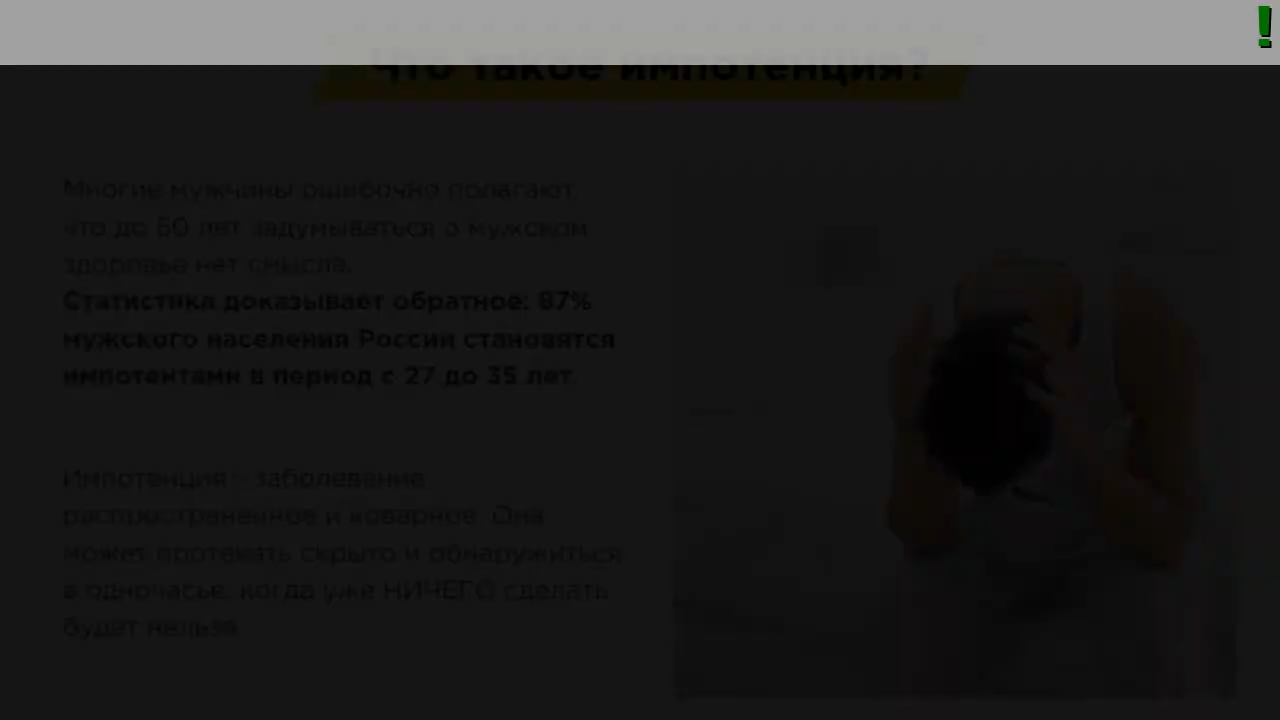 !
Что такое импотенция?
Многие мужчины ошибочно полагают,
что до 50 лет задумываться о мужском
здоровье нет смысла.
Статистика доказывает обратное: 87%
мужского населения России становятся
импотентами в период с 27 до 35 лет.
Импотенция - заболевание
распространенное и коварное. Она
может протекать скрыто и обнаружиться
в одночасье, когда уже НИЧЕГО сделать
будет нельзя.